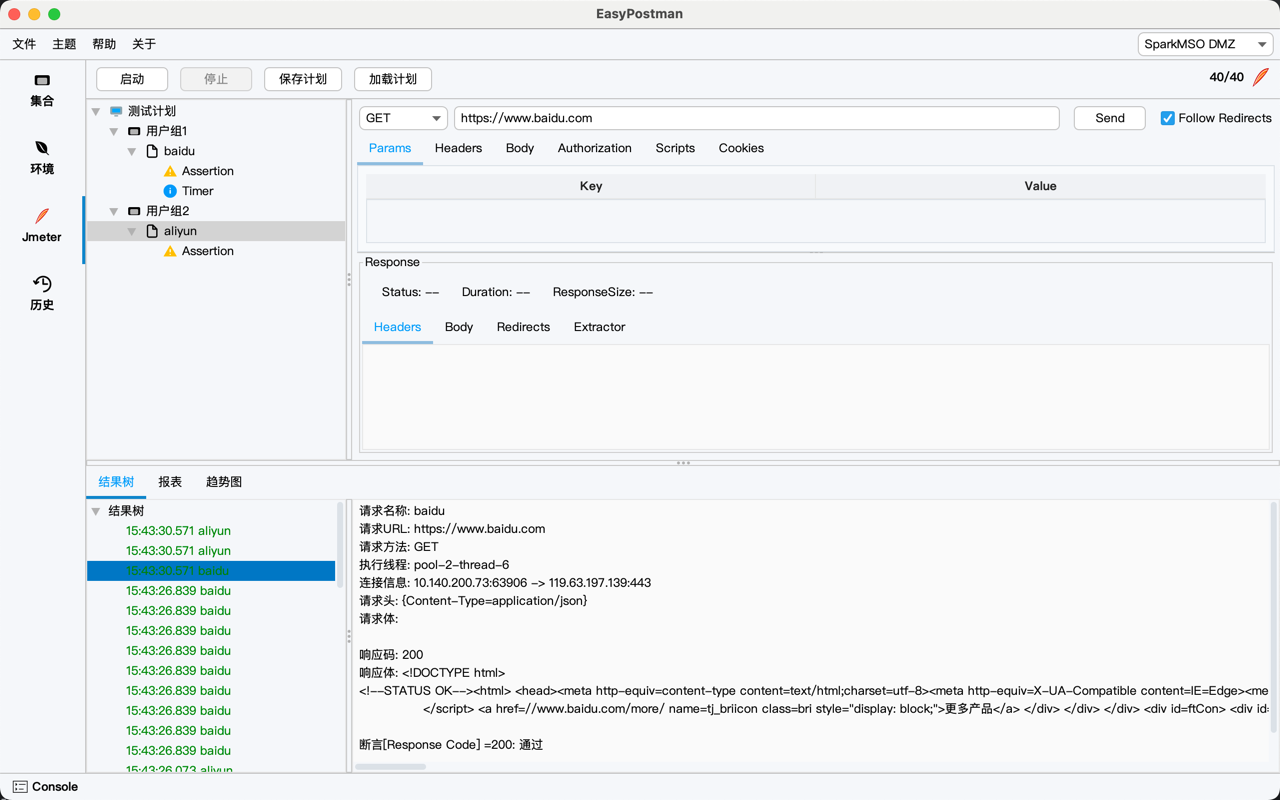 EasyPostman
文件 主题 帮助 关于 SparkMSO DMZ
启动 停止 保存计划 加载计划 40/40
集合
环境
Jmeter
历史
测试计划
用户组1
baidu
Assertion
Timer
用户组2
aliyun
Assertion
GET https://www.baidu.com Send Follow Redirects
Params Headers Body Authorization Scripts Cookies
Key Value
Response
Status: -- Duration: -- ResponseSize: --
Headers Body Redirects Extractor
结果树 报表 趋势图
结果树
15:43:30.571 aliyun
15:43:30.571 aliyun
15:43:30.571 baidu
15:43:26.839 baidu
15:43:26.839 baidu
15:43:26.839 baidu
15:43:26.839 baidu
15:43:26.839 baidu
15:43:26.839 baidu
15:43:26.839 baidu
15:43:26.839 baidu
15:43:26.839 baidu
15:43:26.073 aliyun
请求名称: baidu
请求URL: https://www.baidu.com
请求方法: GET
执行线程: pool-2-thread-6
连接信息: 10.140.200.73:63906 -> 119.63.197.139:443
请求头: {Content-Type=application/json}
请求体:
响应码: 200
响应体: <!DOCTYPE html>
<!--STATUS OK--><html> <head><meta http-equiv=content-type content=text/html;charset=utf-8><meta http-equiv=X-UA-Compatible content=IE=Edge><me
</script> <a href=//www.baidu.com/more/ name=tj_briicon class=bri style="display: block;">更多产品</a> </div> </div> </div> <div id=ftCon> <div id=
断言[Response Code] =200: 通过
Console